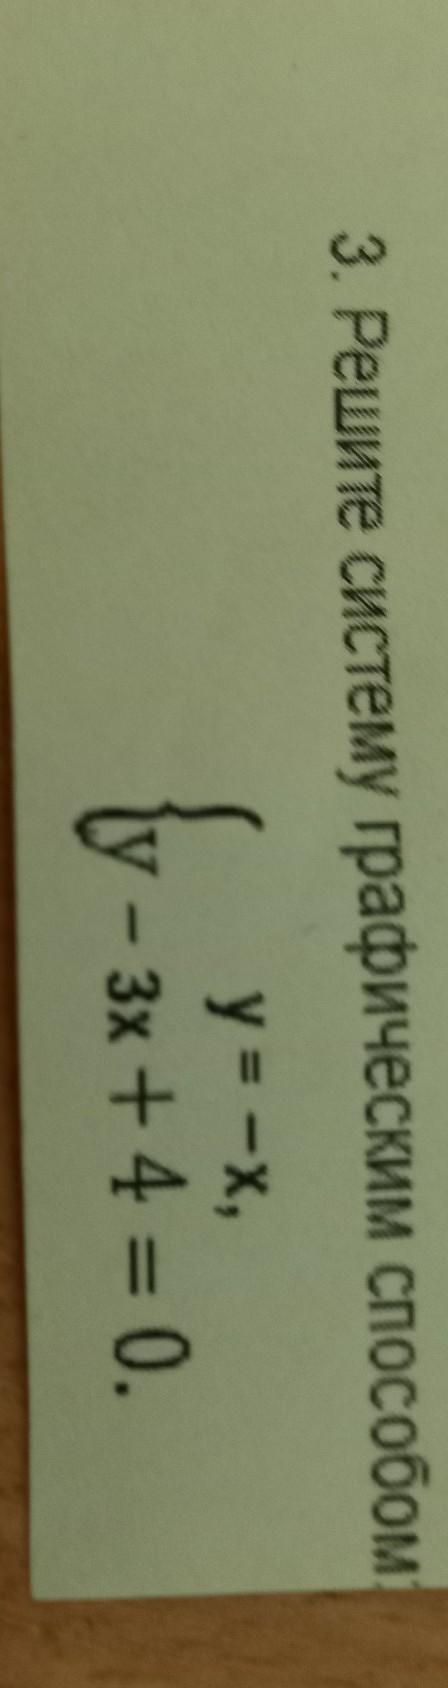 3. Решите систему графическим способом:
y = −x,
y − 3x + 4 = 0.